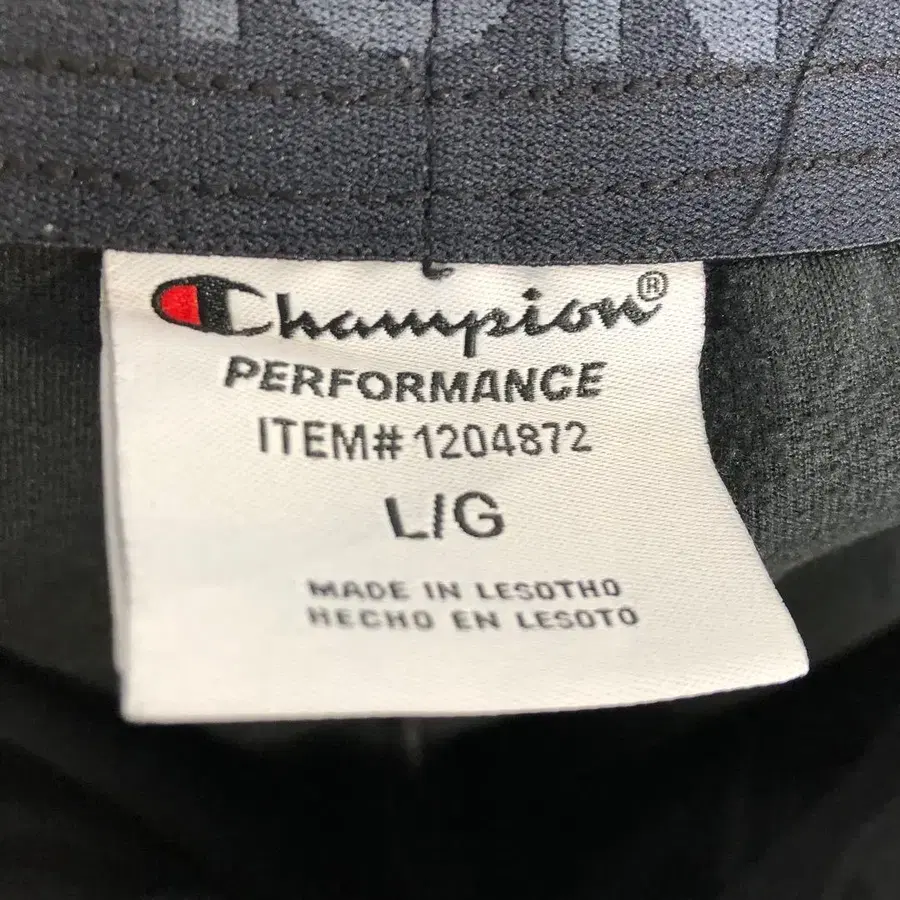 Champion®
PERFORMANCE
ITEM# 1204872
L/G
MADE IN LESOTHO
HECHO EN LESOTO